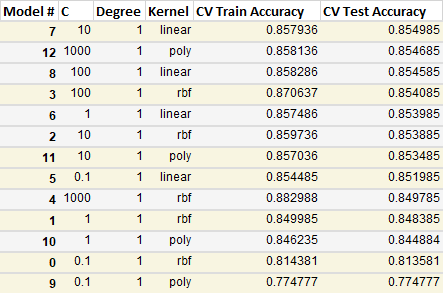 Model # C Degree Kernel CV Train Accuracy CV Test Accuracy
7 10 1 linear 0.857936 0.854985
12 1000 1 poly 0.858136 0.854685
8 100 1 linear 0.858286 0.854585
3 100 1 rbf 0.870637 0.854085
6 1 1 linear 0.857486 0.853985
2 10 1 rbf 0.859736 0.853885
11 10 1 poly 0.857036 0.853485
5 0.1 1 linear 0.854485 0.851985
4 1000 1 rbf 0.882988 0.849785
1 1 1 rbf 0.849985 0.848385
10 1 1 poly 0.846235 0.844884
0 0.1 1 rbf 0.814381 0.813581
9 0.1 1 poly 0.774777 0.774777